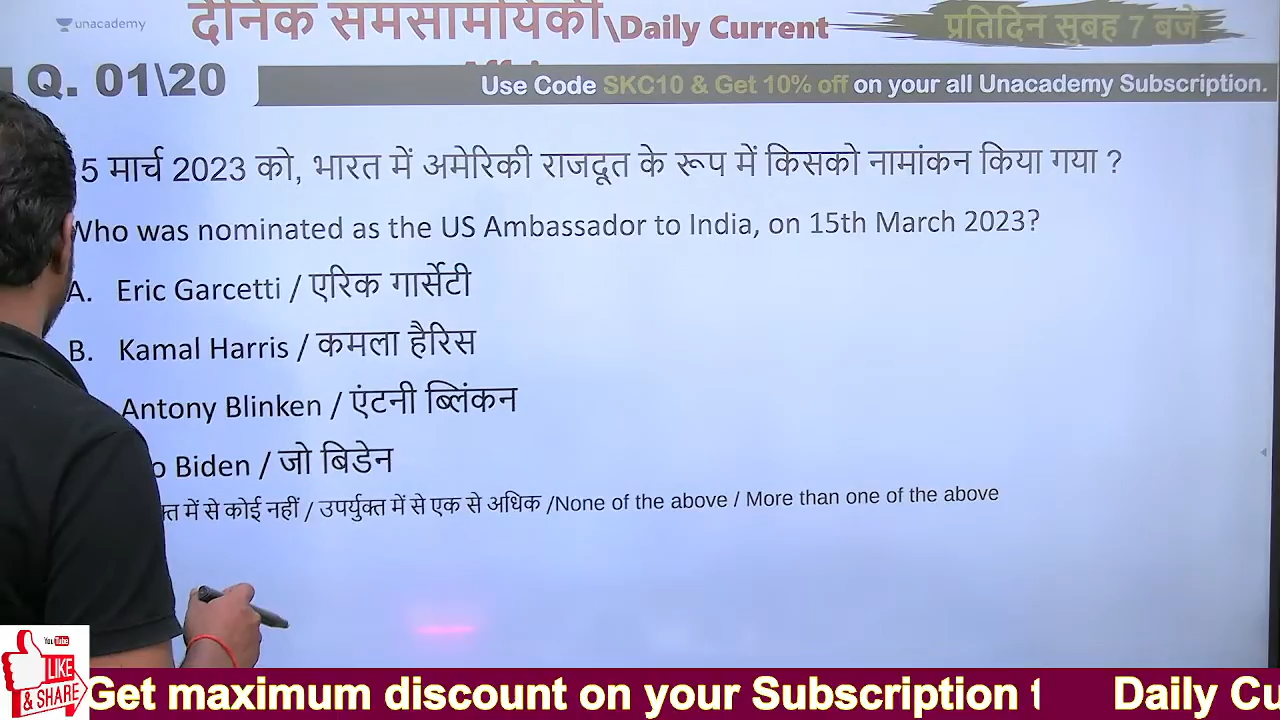 unacademy
दैनिक समसामयिकी\Daily Current
प्रतिदिन सुबह 7 बजे
Q. 01\20
Use Code SKC10 & Get 10% off on your all Unacademy Subscription.
5 मार्च 2023 को, भारत में अमेरिकी राजदूत के रूप में किसको नामांकन किया गया ?
Who was nominated as the US Ambassador to India, on 15th March 2023?
A. Eric Garcetti / एरिक गार्सेटी
B. Kamal Harris / कमला हैरिस
Antony Blinken / एंटनी ब्लिंकन
Biden / जो बिडेन
में से कोई नहीं / उपर्युक्त में से एक से अधिक /None of the above / More than one of the above
YouTube
LIKE
& SHARE
Get maximum discount on your Subscription
Daily